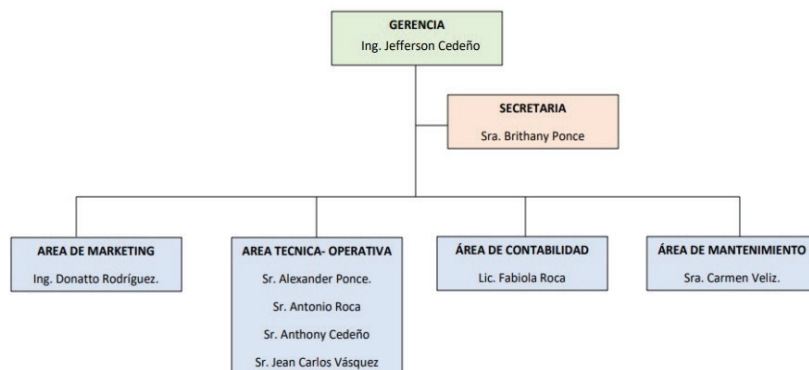 GERENCIA
Ing. Jefferson Cedeño
SECRETARIA
Sra. Brithany Ponce
AREA DE MARKETING
Ing. Donatto Rodríguez.
AREA TECNICA- OPERATIVA
Sr. Alexander Ponce.
Sr. Antonio Roca
Sr. Anthony Cedeño
Sr. Jean Carlos Vásquez
ÁREA DE CONTABILIDAD
Lic. Fabiola Roca
ÁREA DE MANTENIMIENTO
Sra. Carmen Veliz.